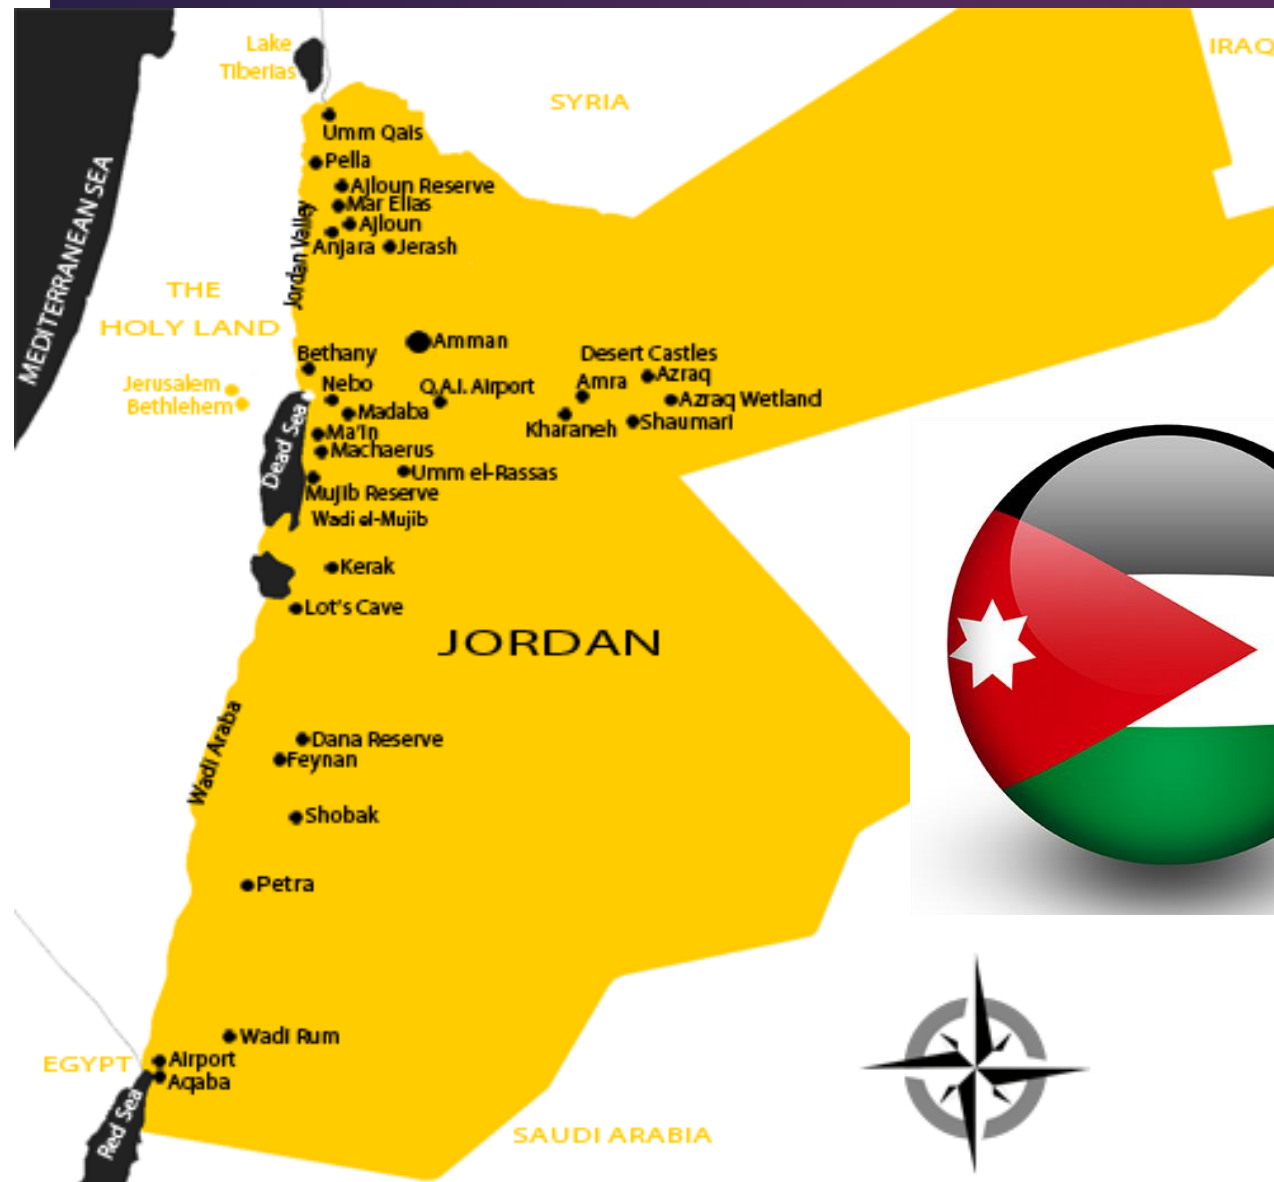 Lake
Tiberias
IRAQ
SYRIA
Umm Qais
Pella
Ajloun Reserve
Mar Elias
Ajloun
Anjara
Jerash
Jordan Valley
MEDITERRANEAN SEA
THE
HOLY LAND
Amman
Bethany
Desert Castles
Jerusalem
Bethlehem
Nebo
Q.A.I. Airport
Amra
Azraq
Azraq Wetland
Madaba
Kharaneh
Shaumari
Ma'in
Machaerus
Dead Sea
Umm el-Rassas
Mujib Reserve
Wadi el-Mujib
Kerak
Lot's Cave
JORDAN
Wadi Araba
Dana Reserve
Feynan
Shobak
Petra
Wadi Rum
EGYPT
Airport
Aqaba
Red Sea
SAUDI ARABIA